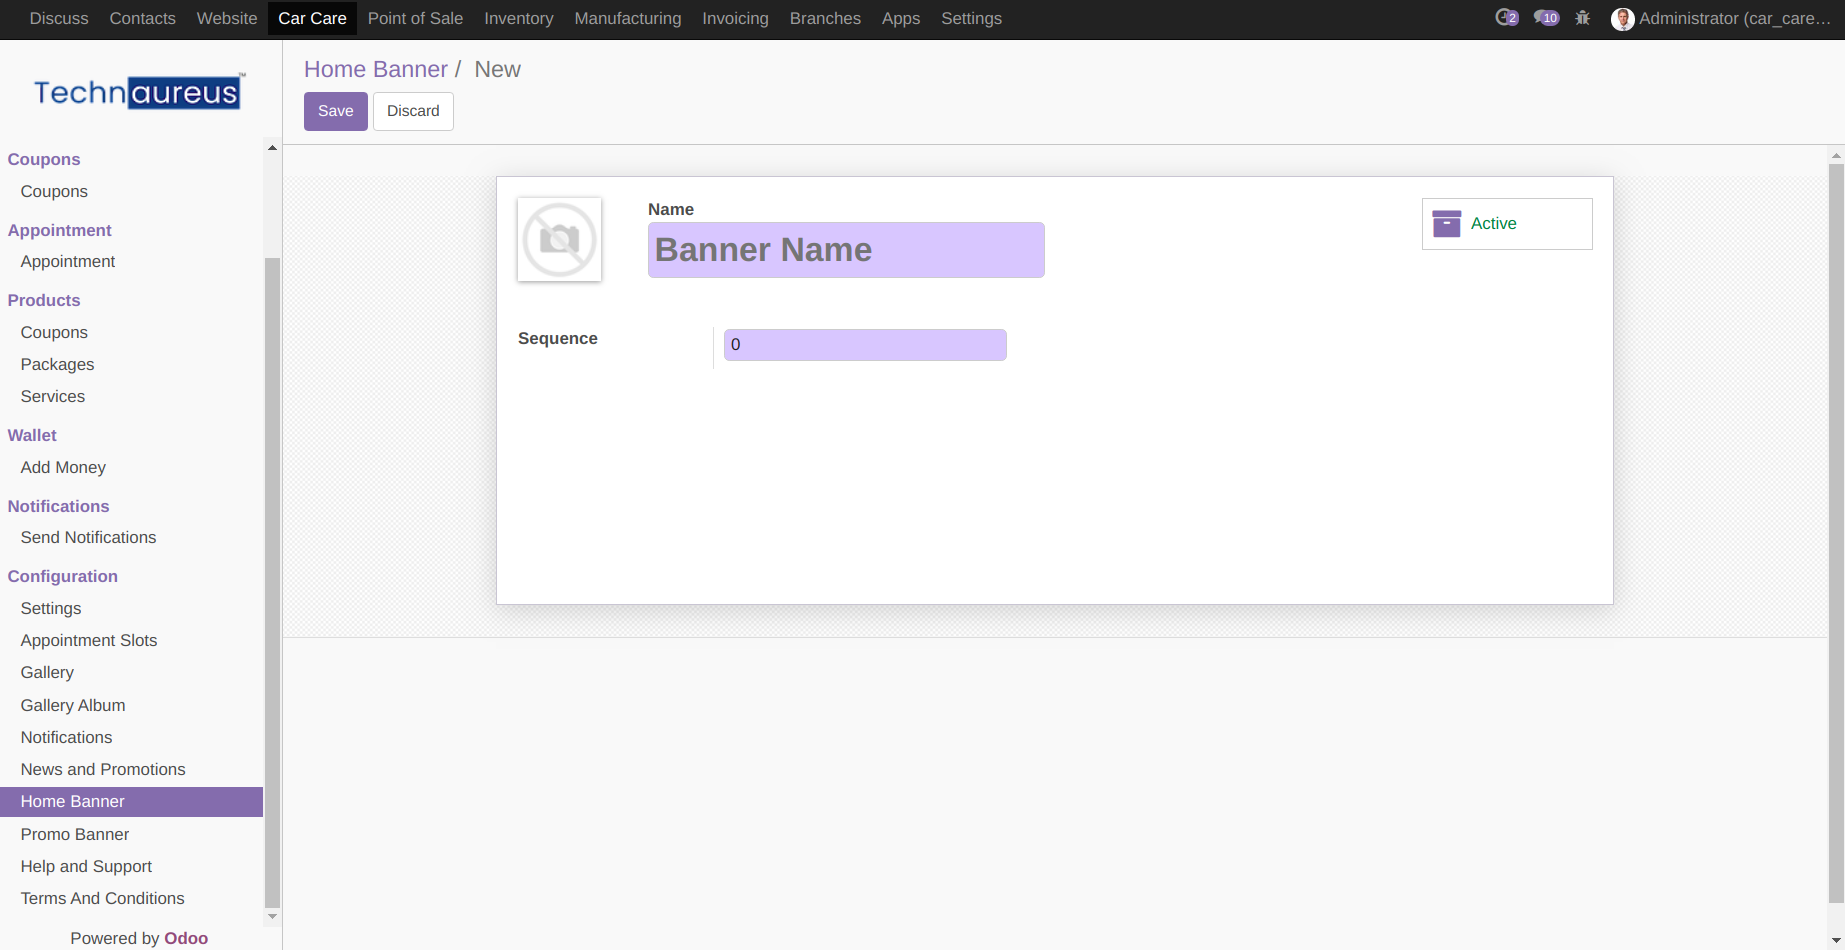 Discuss Contacts Website Car Care Point of Sale Inventory Manufacturing Invoicing Branches Apps Settings 2 10 Administrator (car_care...
Technaureus™
Coupons
Coupons
Appointment
Appointment
Products
Coupons
Packages
Services
Wallet
Add Money
Notifications
Send Notifications
Configuration
Settings
Appointment Slots
Gallery
Gallery Album
Notifications
News and Promotions
Home Banner
Promo Banner
Help and Support
Terms And Conditions
Powered by Odoo
Home Banner / New
Save Discard
Name
Banner Name
Active
Sequence 0